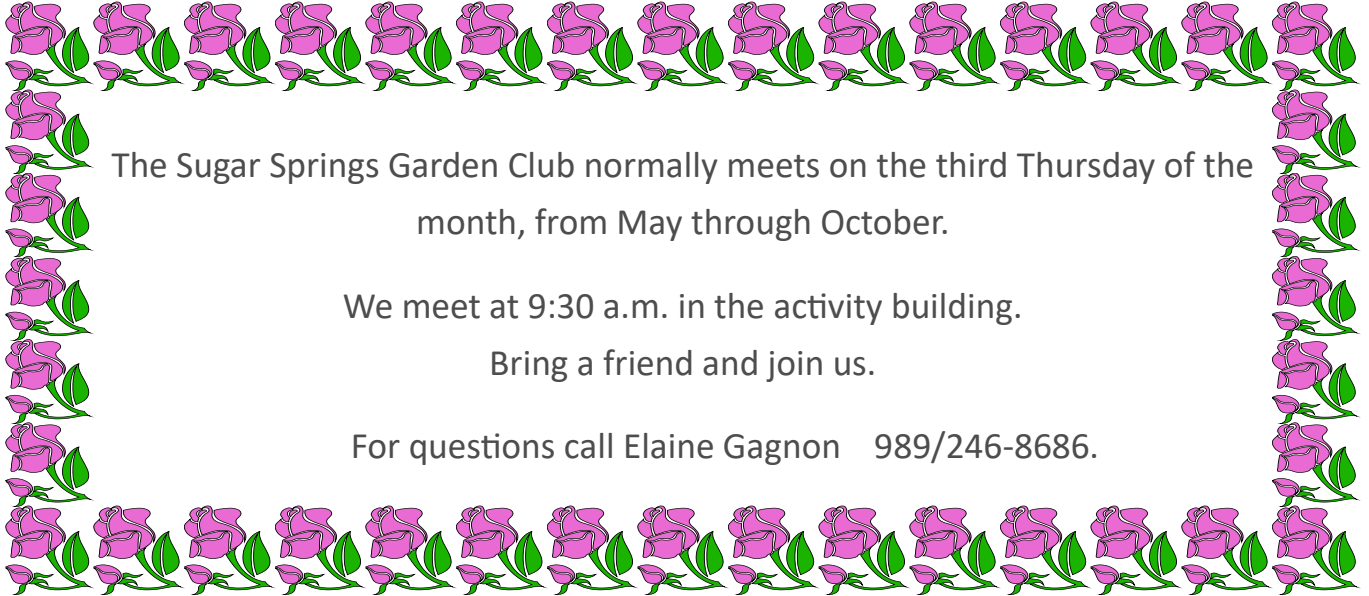 The Sugar Springs Garden Club normally meets on the third Thursday of the
month, from May through October.
We meet at 9:30 a.m. in the activity building.
Bring a friend and join us.
For questions call Elaine Gagnon 989/246-8686.